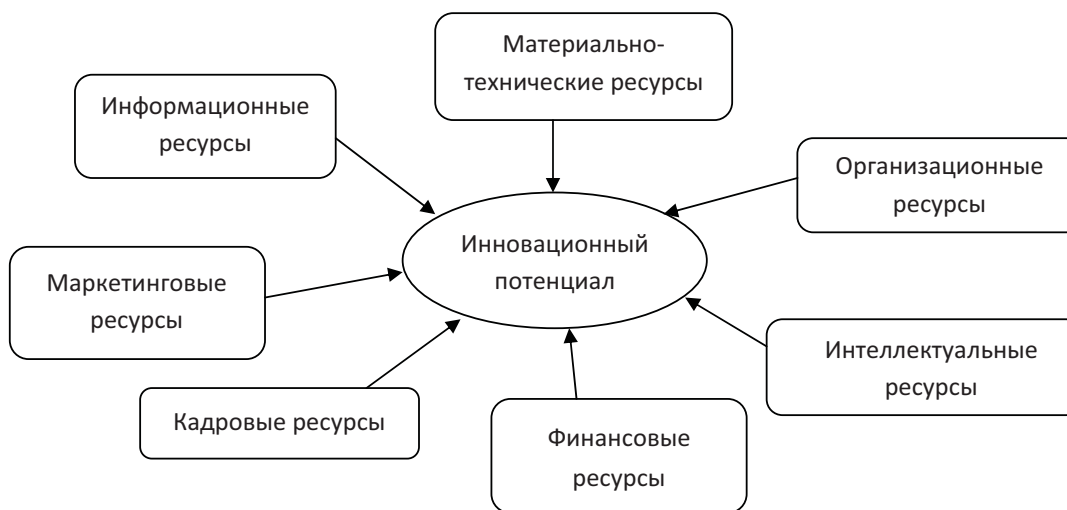 Материально-
технические ресурсы
Информационные
ресурсы
Организационные
ресурсы
Инновационный
потенциал
Маркетинговые
ресурсы
Интеллектуальные
ресурсы
Кадровые ресурсы
Финансовые
ресурсы